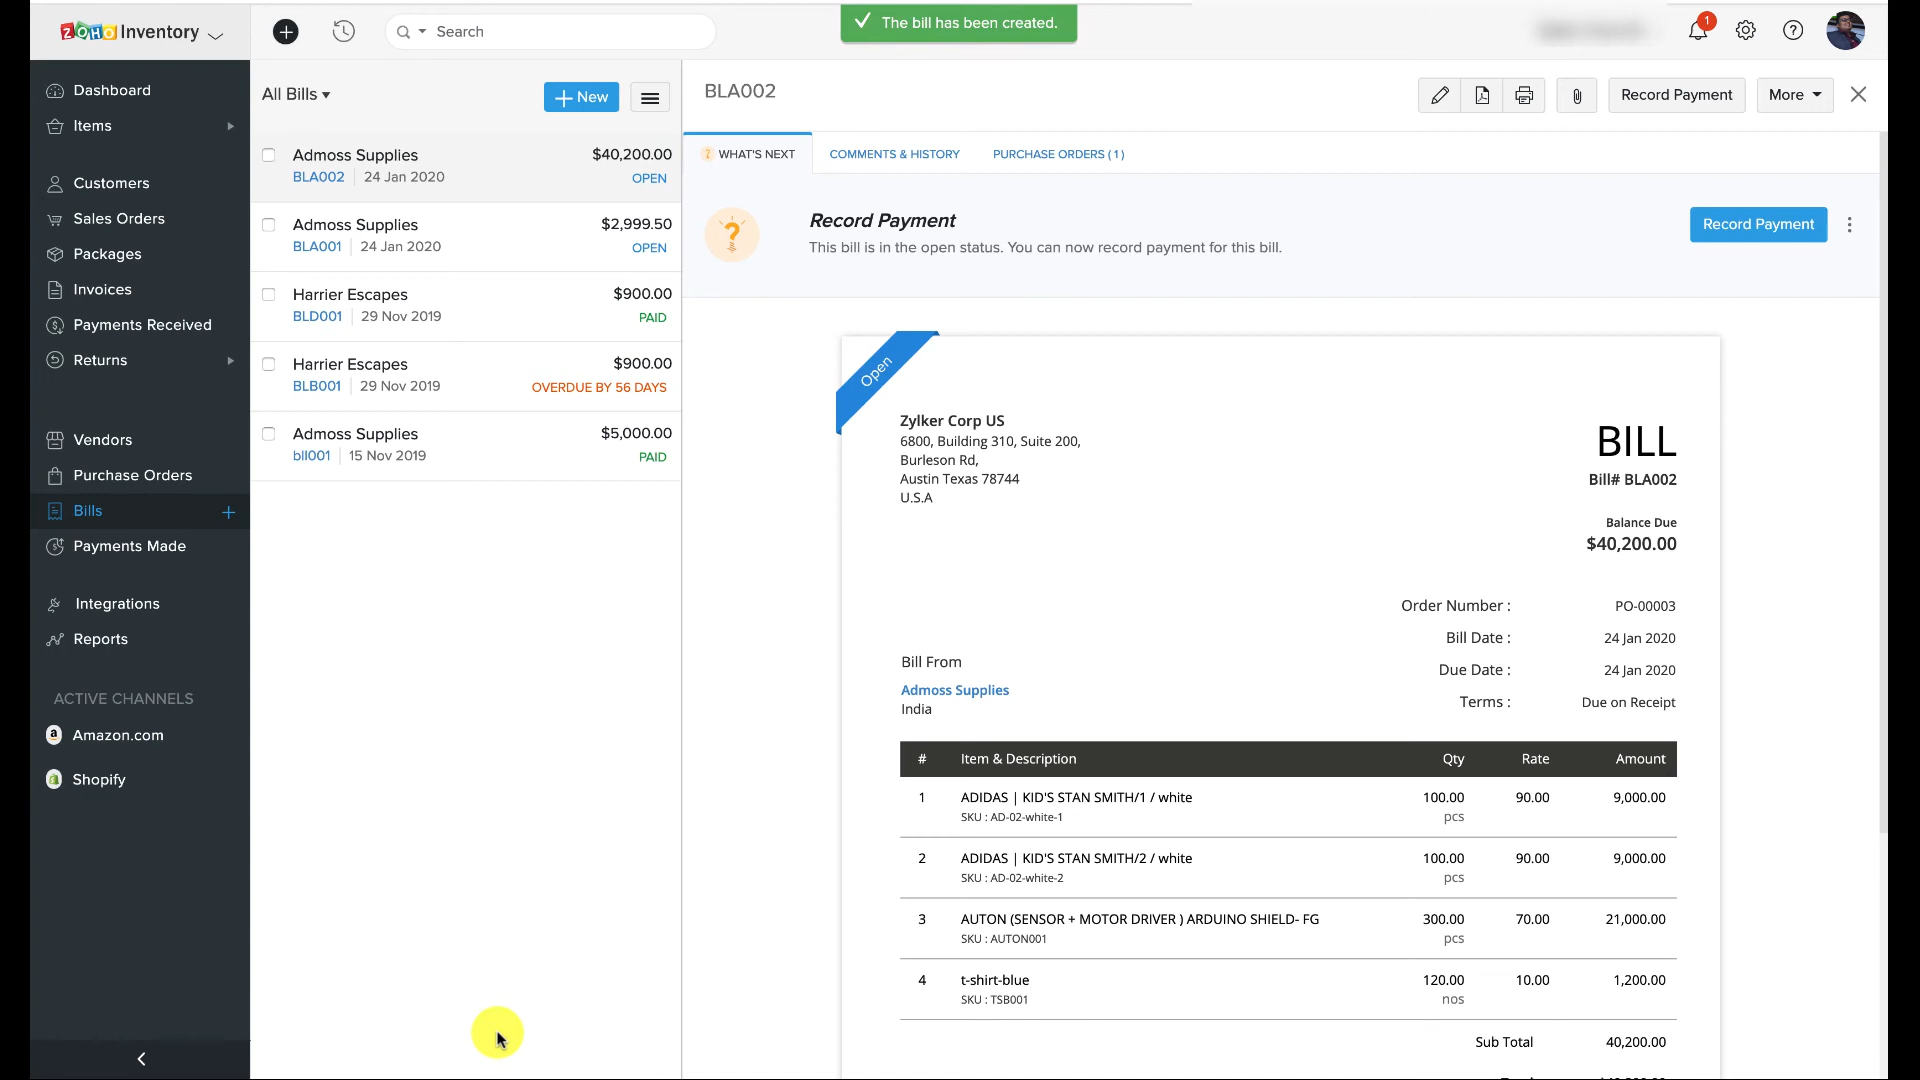 ZOHO Inventory
Search
The bill has been created.
1
Dashboard
Items
Customers
Sales Orders
Packages
Invoices
Payments Received
Returns
Vendors
Purchase Orders
Bills
Payments Made
Integrations
Reports
ACTIVE CHANNELS
Amazon.com
Shopify
All Bills
New
Admoss Supplies $40,200.00
BLA002 24 Jan 2020 OPEN
Admoss Supplies $2,999.50
BLA001 24 Jan 2020 OPEN
Harrier Escapes $900.00
BLD001 29 Nov 2019 PAID
Harrier Escapes $900.00
BLB001 29 Nov 2019 OVERDUE BY 56 DAYS
Admoss Supplies $5,000.00
bll001 15 Nov 2019 PAID
BLA002
Record Payment
More
WHAT'S NEXT COMMENTS & HISTORY PURCHASE ORDERS (1)
Record Payment
This bill is in the open status. You can now record payment for this bill.
Record Payment
Open
Zylker Corp US
6800, Building 310, Suite 200,
Burleson Rd,
Austin Texas 78744
U.S.A
BILL
Bill# BLA002
Balance Due
$40,200.00
Order Number : PO-00003
Bill Date : 24 Jan 2020
Due Date : 24 Jan 2020
Terms : Due on Receipt
Bill From
Admoss Supplies
India
# Item & Description Qty Rate Amount
1 ADIDAS | KID'S STAN SMITH/1 / white 100.00 90.00 9,000.00
SKU : AD-02-white-1 pcs
2 ADIDAS | KID'S STAN SMITH/2 / white 100.00 90.00 9,000.00
SKU : AD-02-white-2 pcs
3 AUTON (SENSOR + MOTOR DRIVER ) ARDUINO SHIELD- FG 300.00 70.00 21,000.00
SKU : AUTON001 pcs
4 t-shirt-blue 120.00 10.00 1,200.00
SKU : TSB001 nos
Sub Total 40,200.00